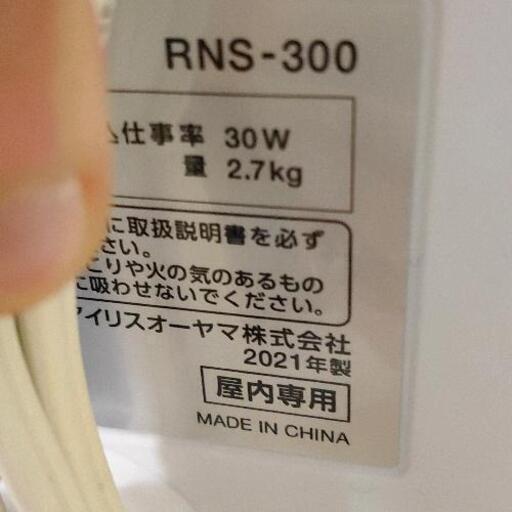 RNS-300
仕事率 30W
量 2.7kg
に取扱説明書を必ず
さい。
こりや火の気のあるもの
に吸わせないでください。
アイリスオーヤマ株式会社
2021年製
屋内専用
MADE IN CHINA